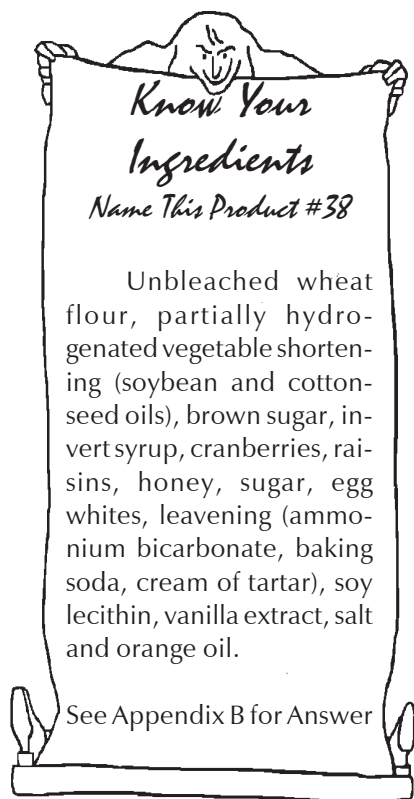 Know Your
Ingredients
Name This Product #38
Unbleached wheat
flour, partially hydro-
genated vegetable shorten-
ing (soybean and cotton-
seed oils), brown sugar, in-
vert syrup, cranberries, rai-
sins, honey, sugar, egg
whites, leavening (ammo-
nium bicarbonate, baking
soda, cream of tartar), soy
lecithin, vanilla extract, salt
and orange oil.
See Appendix B for Answer